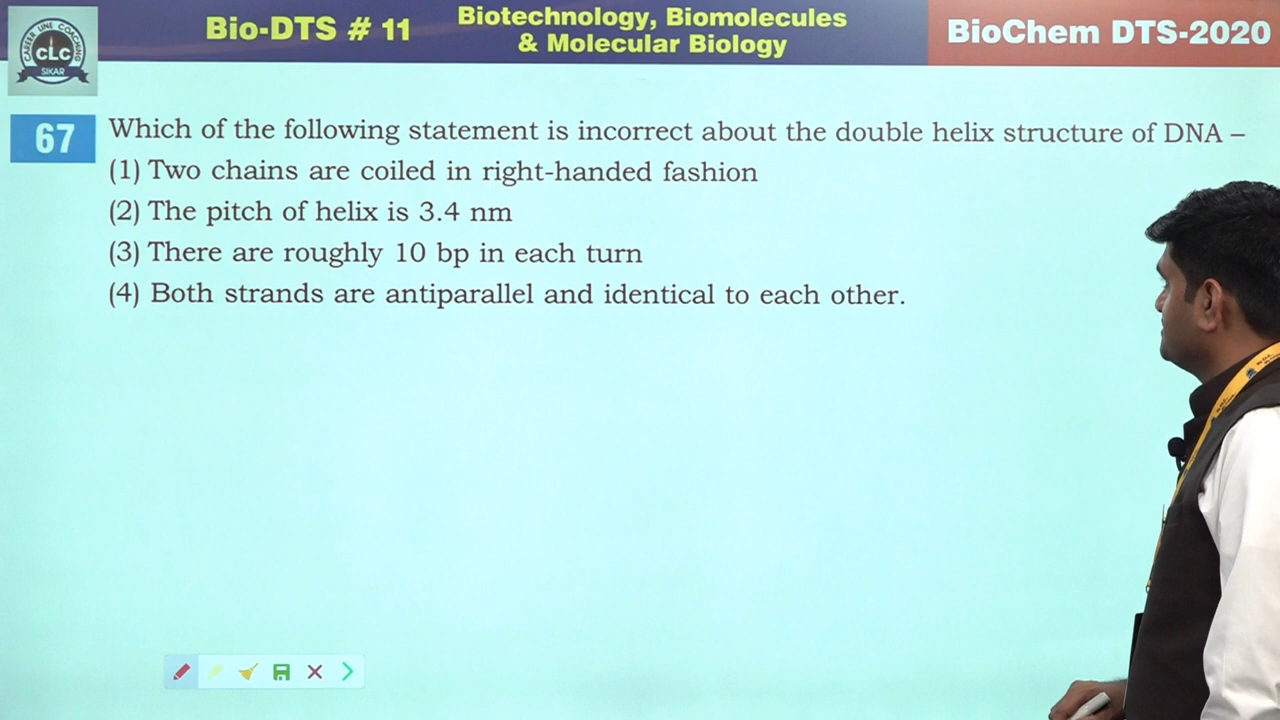 CAREER LINE COACHING
CLC
SIKAR
Bio-DTS # 11
Biotechnology, Biomolecules
& Molecular Biology
BioChem DTS-2020
67
Which of the following statement is incorrect about the double helix structure of DNA –
(1) Two chains are coiled in right-handed fashion
(2) The pitch of helix is 3.4 nm
(3) There are roughly 10 bp in each turn
(4) Both strands are antiparallel and identical to each other.